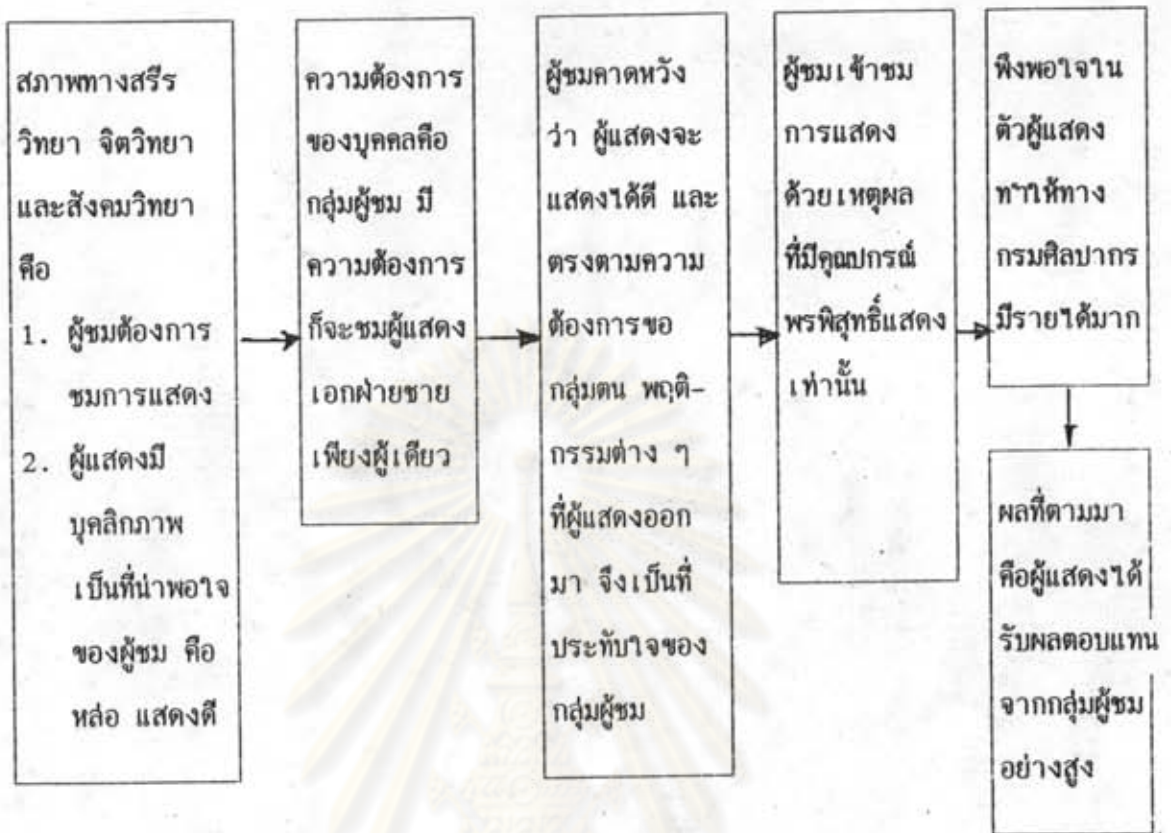 สภาพทางสรีร
วิทยา จิตวิทยา
และสังคมวิทยา
คือ
1. ผู้ชมต้องการ
ชมการแสดง
2. ผู้แสดงมี
บุคลิกภาพ
เป็นที่น่าพอใจ
ของผู้ชม คือ
หล่อ แสดงดี
ความต้องการ
ของบุคคลคือ
กลุ่มผู้ชม มี
ความต้องการ
ก็จะชมผู้แสดง
เอกฝ่ายชาย
เพียงผู้เดียว
ผู้ชมคาดหวัง
ว่า ผู้แสดงจะ
แสดงได้ดี และ
ตรงตามความ
ต้องการขอ
กลุ่มตน พฤติ-
กรรมต่าง ๆ
ที่ผู้แสดงออก
มา จึงเป็นที่
ประทับใจของ
กลุ่มผู้ชม
ผู้ชมเข้าชม
การแสดง
ด้วยเหตุผล
ที่มีคุณปกรณ์
พรพิสุทธิ์แสดง
เท่านั้น
พึงพอใจใน
ตัวผู้แสดง
ทำให้ทาง
กรมศิลปากร
มีรายได้มาก
ผลที่ตามมา
คือผู้แสดงได้
รับผลตอบแทน
จากกลุ่มผู้ชม
อย่างสูง